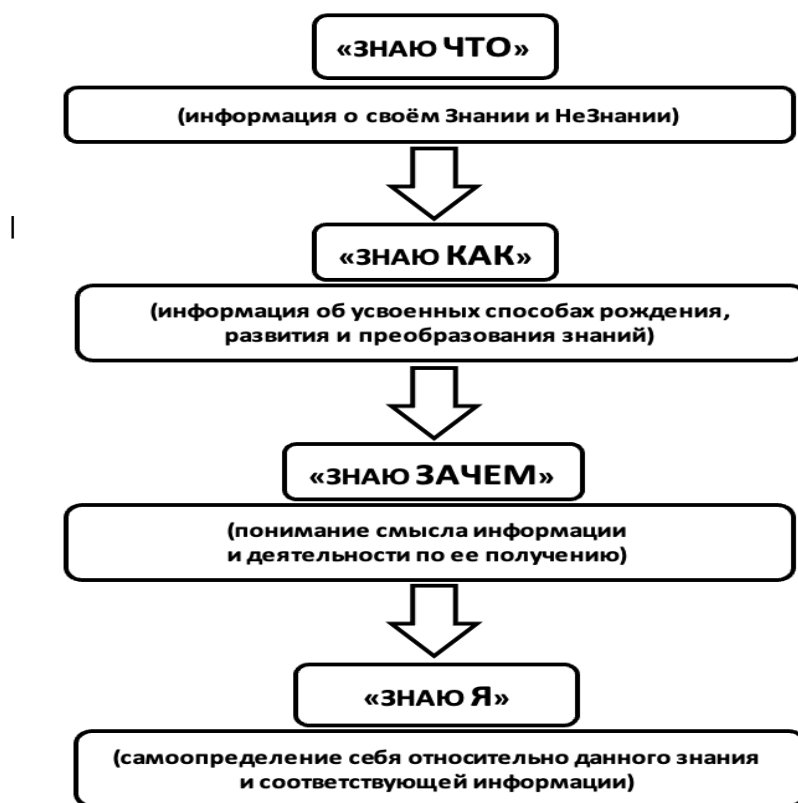 «ЗНАЮ ЧТО»
(информация о своём Знании и НеЗнании)
«ЗНАЮ КАК»
(информация об усвоенных способах рождения,
развития и преобразования знаний)
«ЗНАЮ ЗАЧЕМ»
(понимание смысла информации
и деятельности по ее получению)
«ЗНАЮ Я»
(самоопределение себя относительно данного знания
и соответствующей информации)